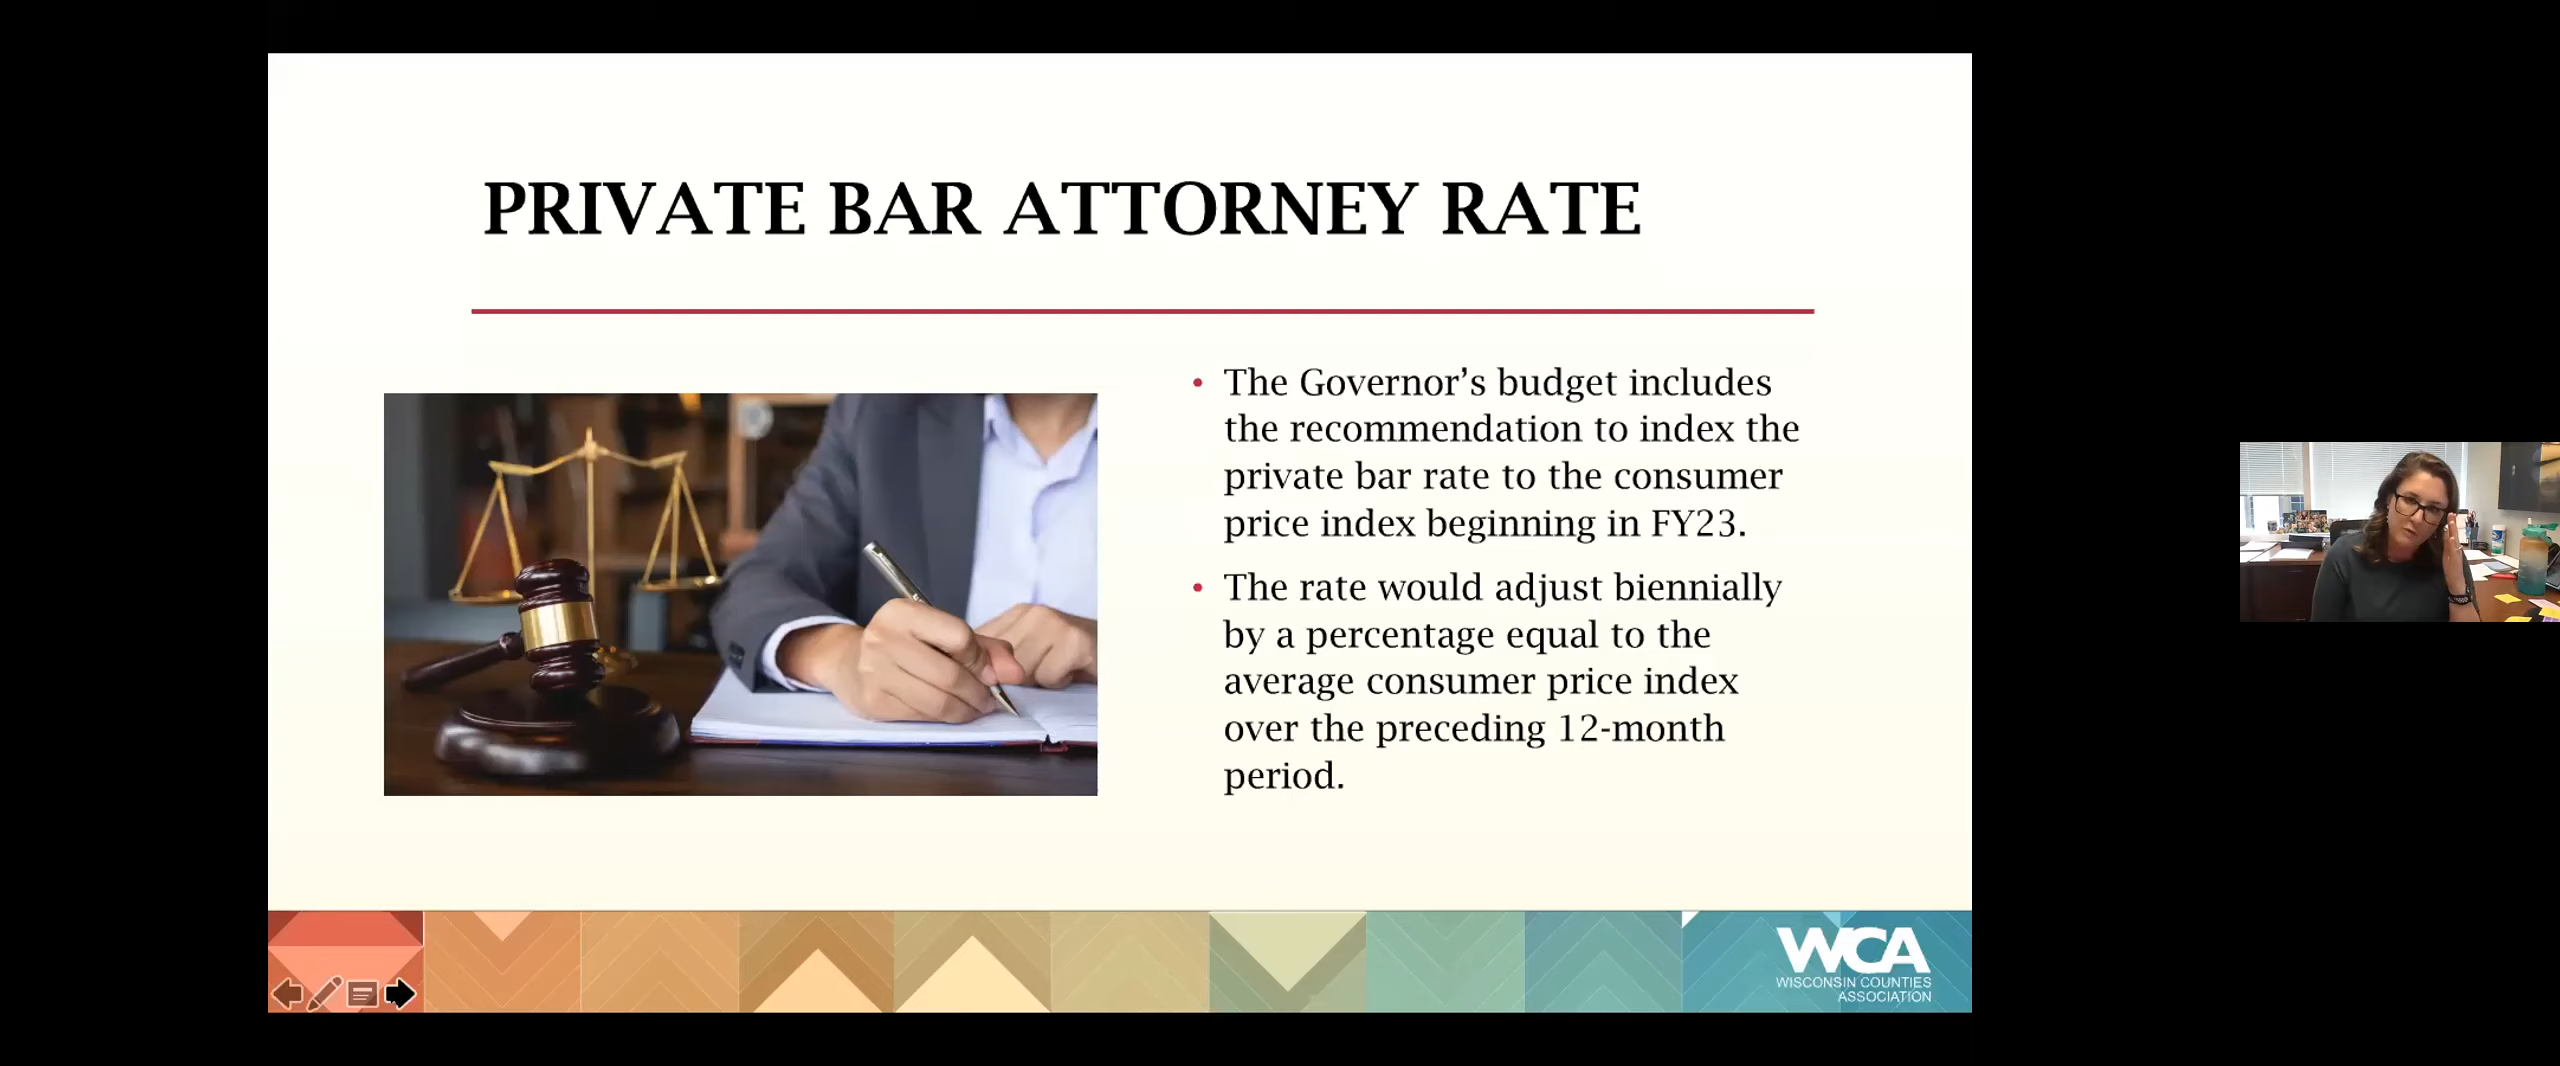 PRIVATE BAR ATTORNEY RATE
• The Governor’s budget includes
the recommendation to index the
private bar rate to the consumer
price index beginning in FY23.
• The rate would adjust biennially
by a percentage equal to the
average consumer price index
over the preceding 12-month
period.
WCA
WISCONSIN COUNTIES
ASSOCIATION